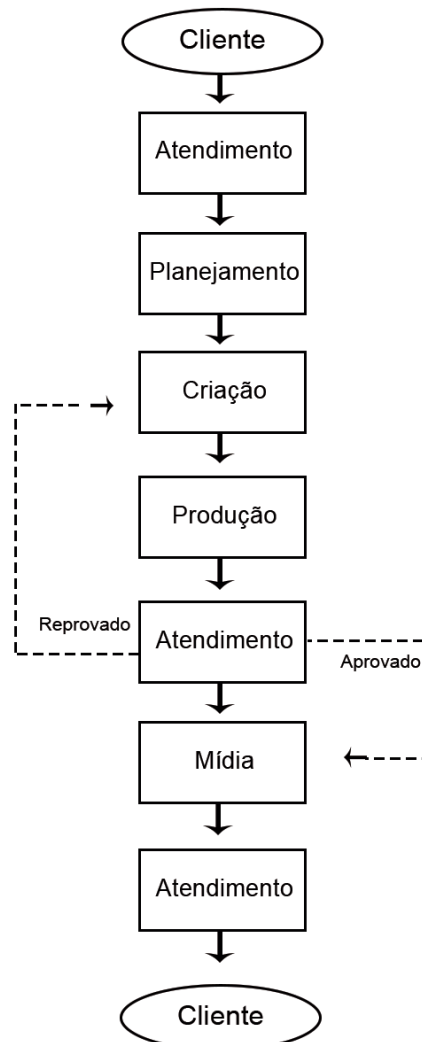 Cliente
Atendimento
Planejamento
Criação
Produção
Reprovado
Atendimento
Aprovado
Mídia
Atendimento
Cliente